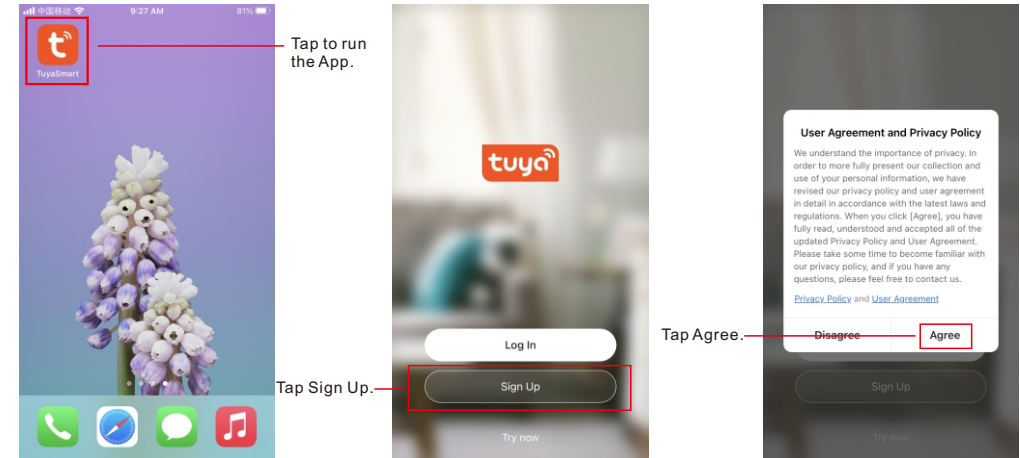 中国移动
9:27 AM
81%
TuyaSmart
Tap to run
the App.
tuya
Log In
Sign Up
Try now
Tap Sign Up.
User Agreement and Privacy Policy
We understand the importance of privacy. In
order to more fully present our collection and
use of your personal information, we have
revised our privacy policy and user agreement
in detail in accordance with the latest laws and
regulations. When you click [Agree], you have
fully read, understood and accepted all of the
updated Privacy Policy and User Agreement.
Please take some time to become familiar with
our privacy policy, and if you have any
questions, please feel free to contact us.
Privacy Policy and User Agreement
Disagree
Agree
Tap Agree.
Sign Up
Try now